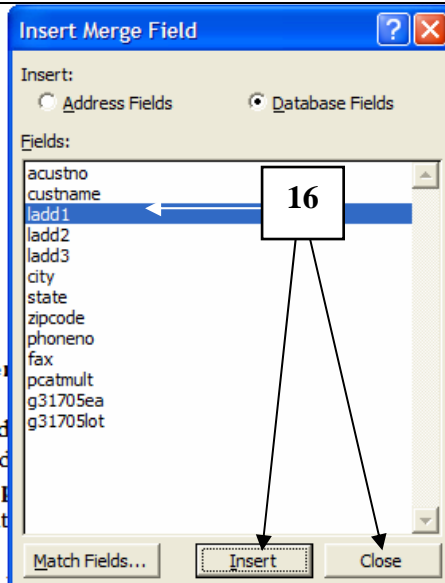 Insert Merge Field
Insert:
Address Fields Database Fields
Fields:
acustno
custname
ladd1
16
ladd2
ladd3
city
state
zipcode
phoneno
fax
pcatmult
g31705ea
g31705lot
Match Fields... Insert Close